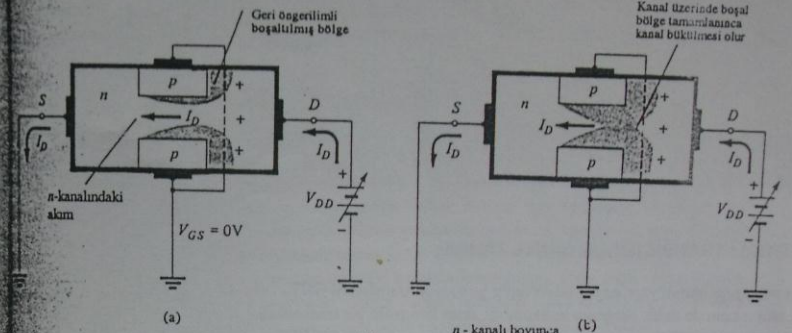 Geri öngerilimli
boşaltılmış bölge
p
n
S
I_D
D
+
+
+
I_D
p
I_D
n-kanalındaki
akım
V_GS = 0V
+
V_DD
−
(a)
Kanal üzerinde boşal
bölge tamamlanınca
kanal bükülmesi olur
p
n
S
I_D
D
+
+
+
I_D
p
I_D
+
V_DD
−
(b)
n - kanalı boyunca